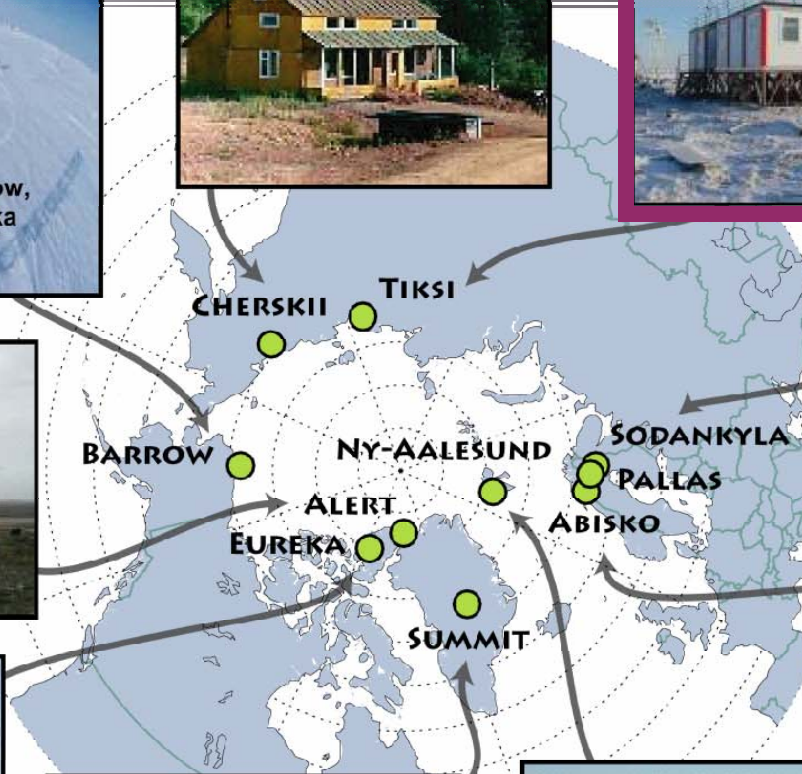 TIKSI
CHERSKII
BARROW
NY-AALESUND
SODANKYLA
PALLAS
ABISKO
ALERT
EUREKA
SUMMIT